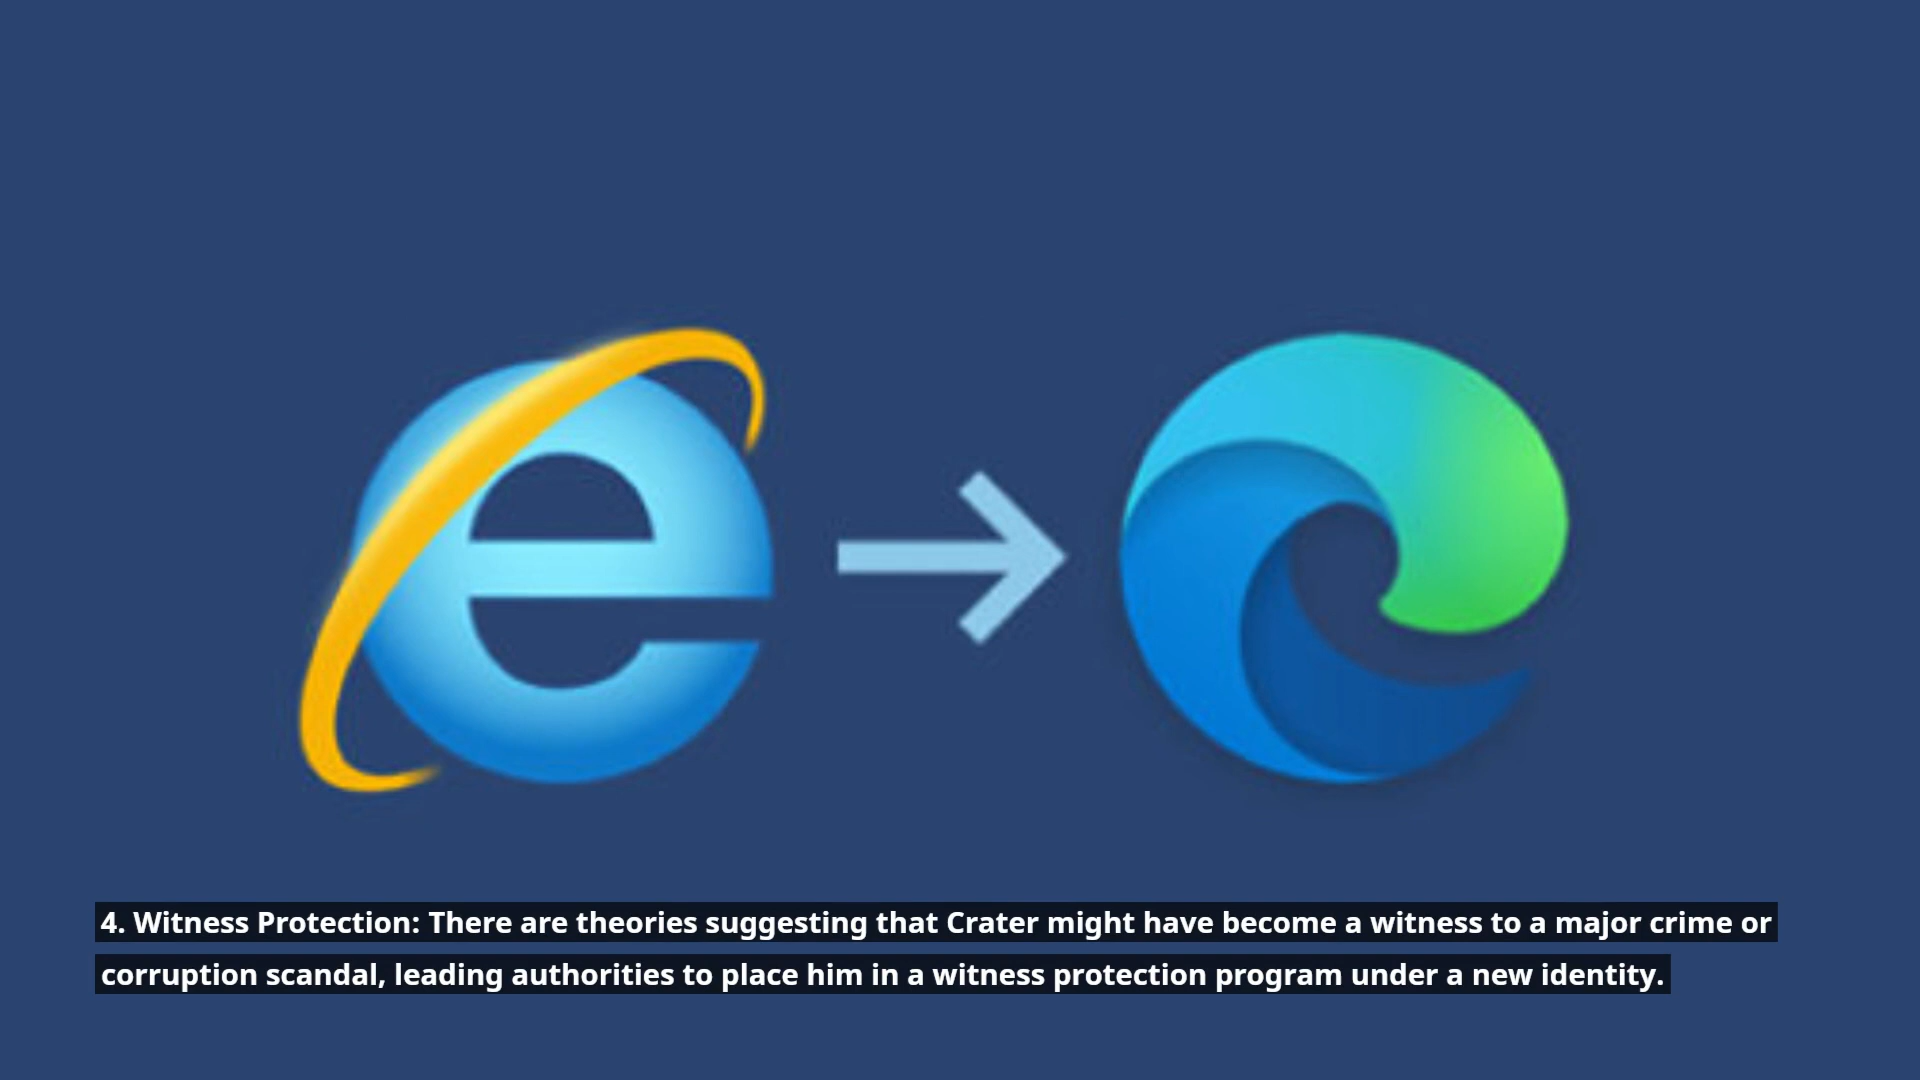 4. Witness Protection: There are theories suggesting that Crater might have become a witness to a major crime or
corruption scandal, leading authorities to place him in a witness protection program under a new identity.